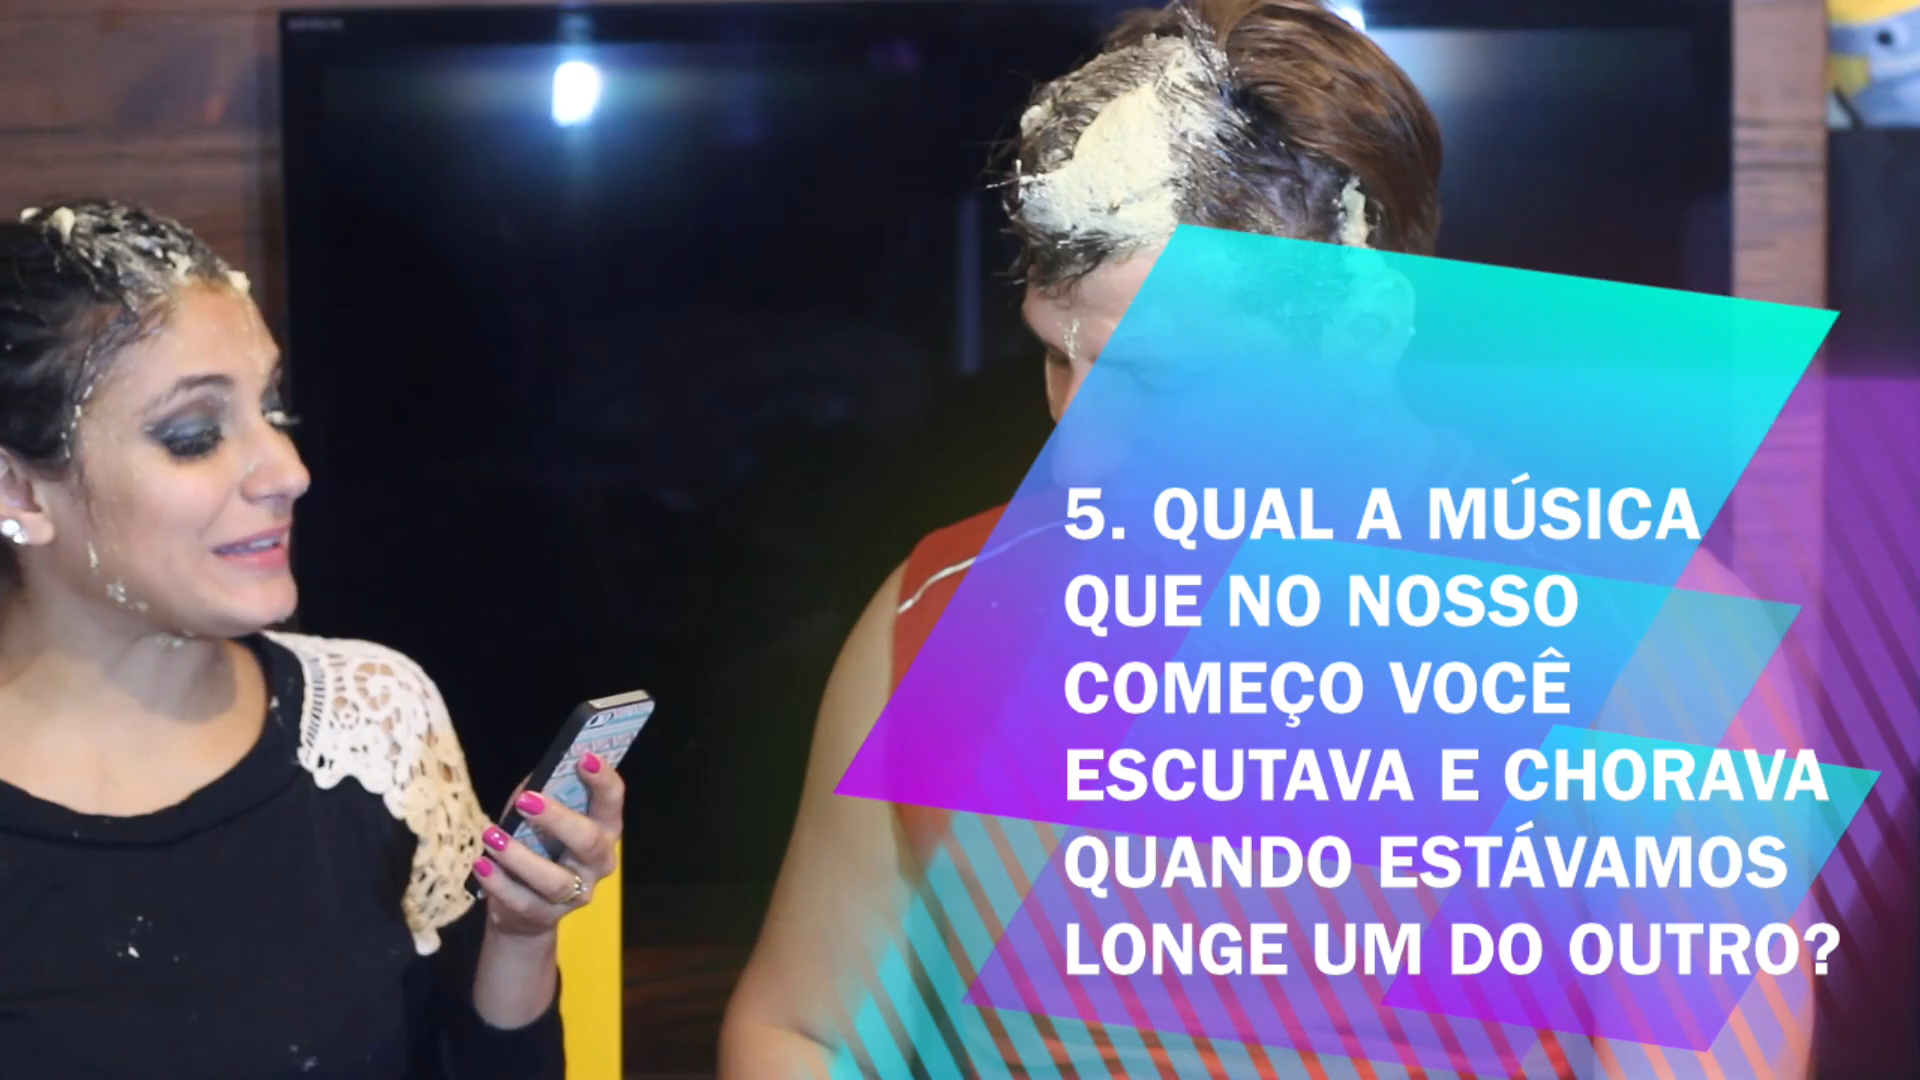 5. QUAL A MÚSICA
QUE NO NOSSO
COMEÇO VOCÊ
ESCUTAVA E CHORAVA
QUANDO ESTÁVAMOS
LONGE UM DO OUTRO?